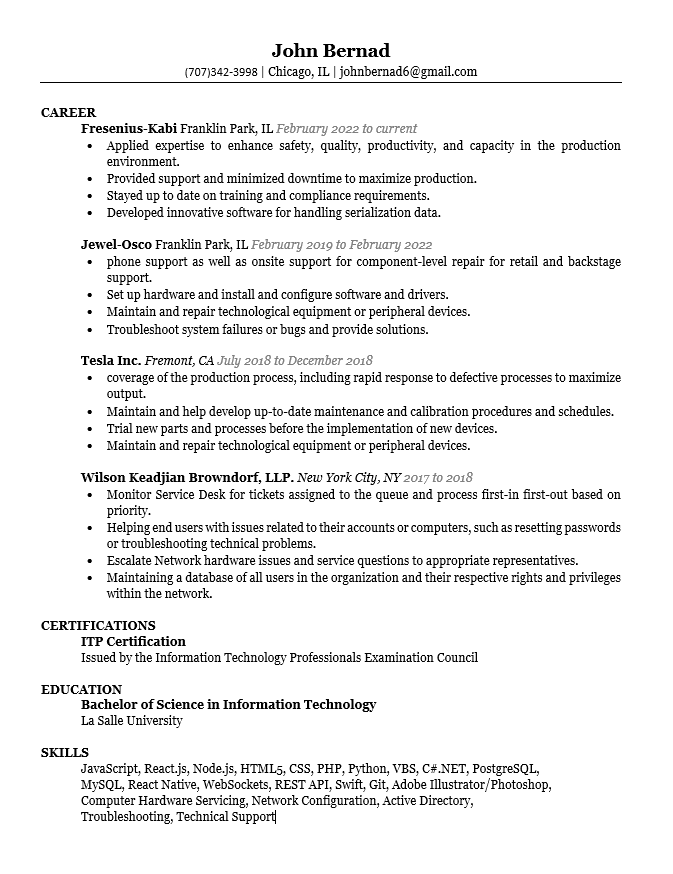 John Bernad
(707)342-3998 | Chicago, IL | johnbernad6@gmail.com
CAREER
Fresenius-Kabi Franklin Park, IL February 2022 to current
• Applied expertise to enhance safety, quality, productivity, and capacity in the production
environment.
• Provided support and minimized downtime to maximize production.
• Stayed up to date on training and compliance requirements.
• Developed innovative software for handling serialization data.
Jewel-Osco Franklin Park, IL February 2019 to February 2022
• phone support as well as onsite support for component-level repair for retail and backstage
support.
• Set up hardware and install and configure software and drivers.
• Maintain and repair technological equipment or peripheral devices.
• Troubleshoot system failures or bugs and provide solutions.
Tesla Inc. Fremont, CA July 2018 to December 2018
• coverage of the production process, including rapid response to defective processes to maximize
output.
• Maintain and help develop up-to-date maintenance and calibration procedures and schedules.
• Trial new parts and processes before the implementation of new devices.
• Maintain and repair technological equipment or peripheral devices.
Wilson Keadjian Browndorf, LLP. New York City, NY 2017 to 2018
• Monitor Service Desk for tickets assigned to the queue and process first-in first-out based on
priority.
• Helping end users with issues related to their accounts or computers, such as resetting passwords
or troubleshooting technical problems.
• Escalate Network hardware issues and service questions to appropriate representatives.
• Maintaining a database of all users in the organization and their respective rights and privileges
within the network.
CERTIFICATIONS
ITP Certification
Issued by the Information Technology Professionals Examination Council
EDUCATION
Bachelor of Science in Information Technology
La Salle University
SKILLS
JavaScript, React.js, Node.js, HTML5, CSS, PHP, Python, VBS, C#.NET, PostgreSQL,
MySQL, React Native, WebSockets, REST API, Swift, Git, Adobe Illustrator/Photoshop,
Computer Hardware Servicing, Network Configuration, Active Directory,
Troubleshooting, Technical Support